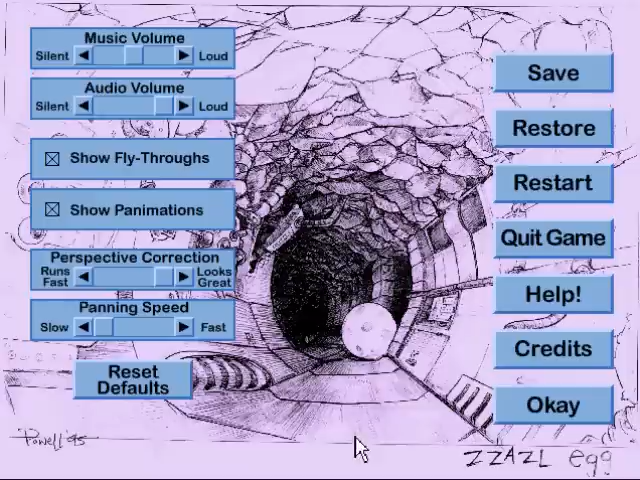 Music Volume
Silent Loud
Audio Volume
Silent Loud
Show Fly-Throughs
Show Panimations
Perspective Correction
Runs Fast Looks Great
Panning Speed
Slow Fast
Reset
Defaults
Save
Restore
Restart
Quit Game
Help!
Credits
Okay
Powell '95
ZZAZL egg